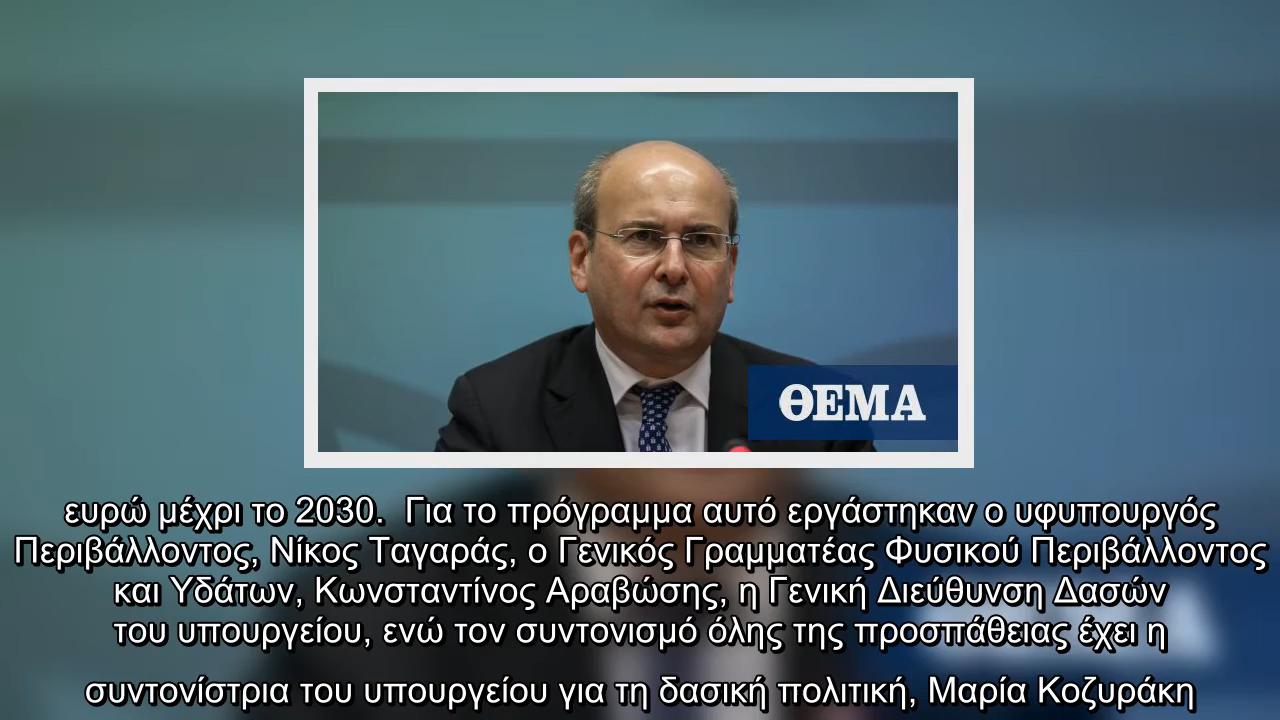 ΘΕΜΑ
ευρώ μέχρι το 2030.  Για το πρόγραμμα αυτό εργάστηκαν ο υφυπουργός
Περιβάλλοντος, Νίκος Ταγαράς, ο Γενικός Γραμματέας Φυσικού Περιβάλλοντος
και Υδάτων, Κωνσταντίνος Αραβώσης, η Γενική Διεύθυνση Δασών
του υπουργείου, ενώ τον συντονισμό όλης της προσπάθειας έχει η
συντονίστρια του υπουργείου για τη δασική πολιτική, Μαρία Κοζυράκη